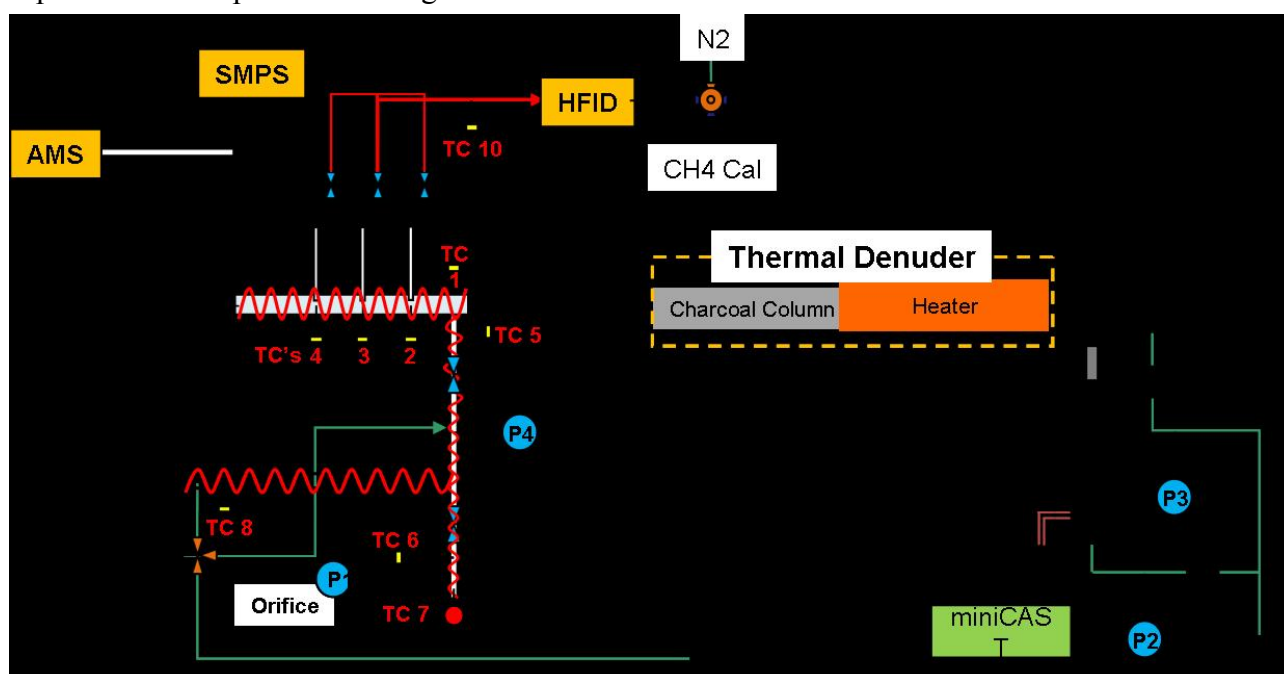 N2
SMPS
HFID
TC 10
AMS
CH4 Cal
TC
1
Thermal Denuder
Charcoal Column
Heater
TC 5
TC's 4
3
2
P4
P3
TC 8
TC 6
P1
Orifice
TC 7
miniCAS
T
P2